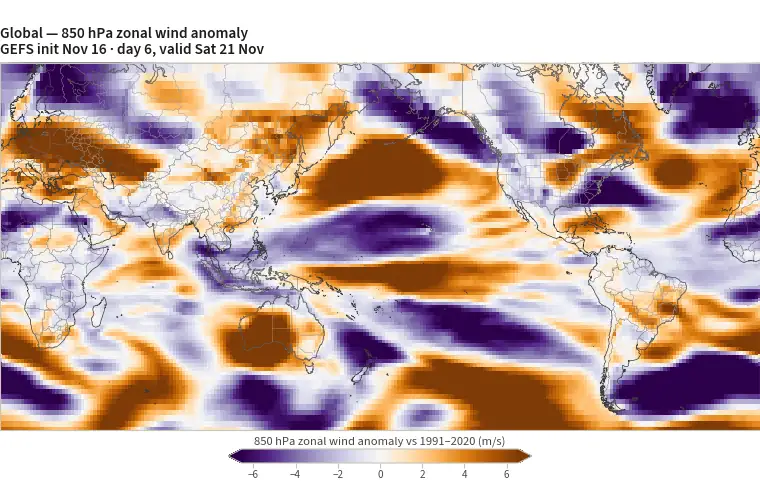 Global — 850 hPa zonal wind anomaly
GEFS init Nov 16 · day 6, valid Sat 21 Nov
850 hPa zonal wind anomaly vs 1991–2020 (m/s)
−6 −4 −2 0 2 4 6